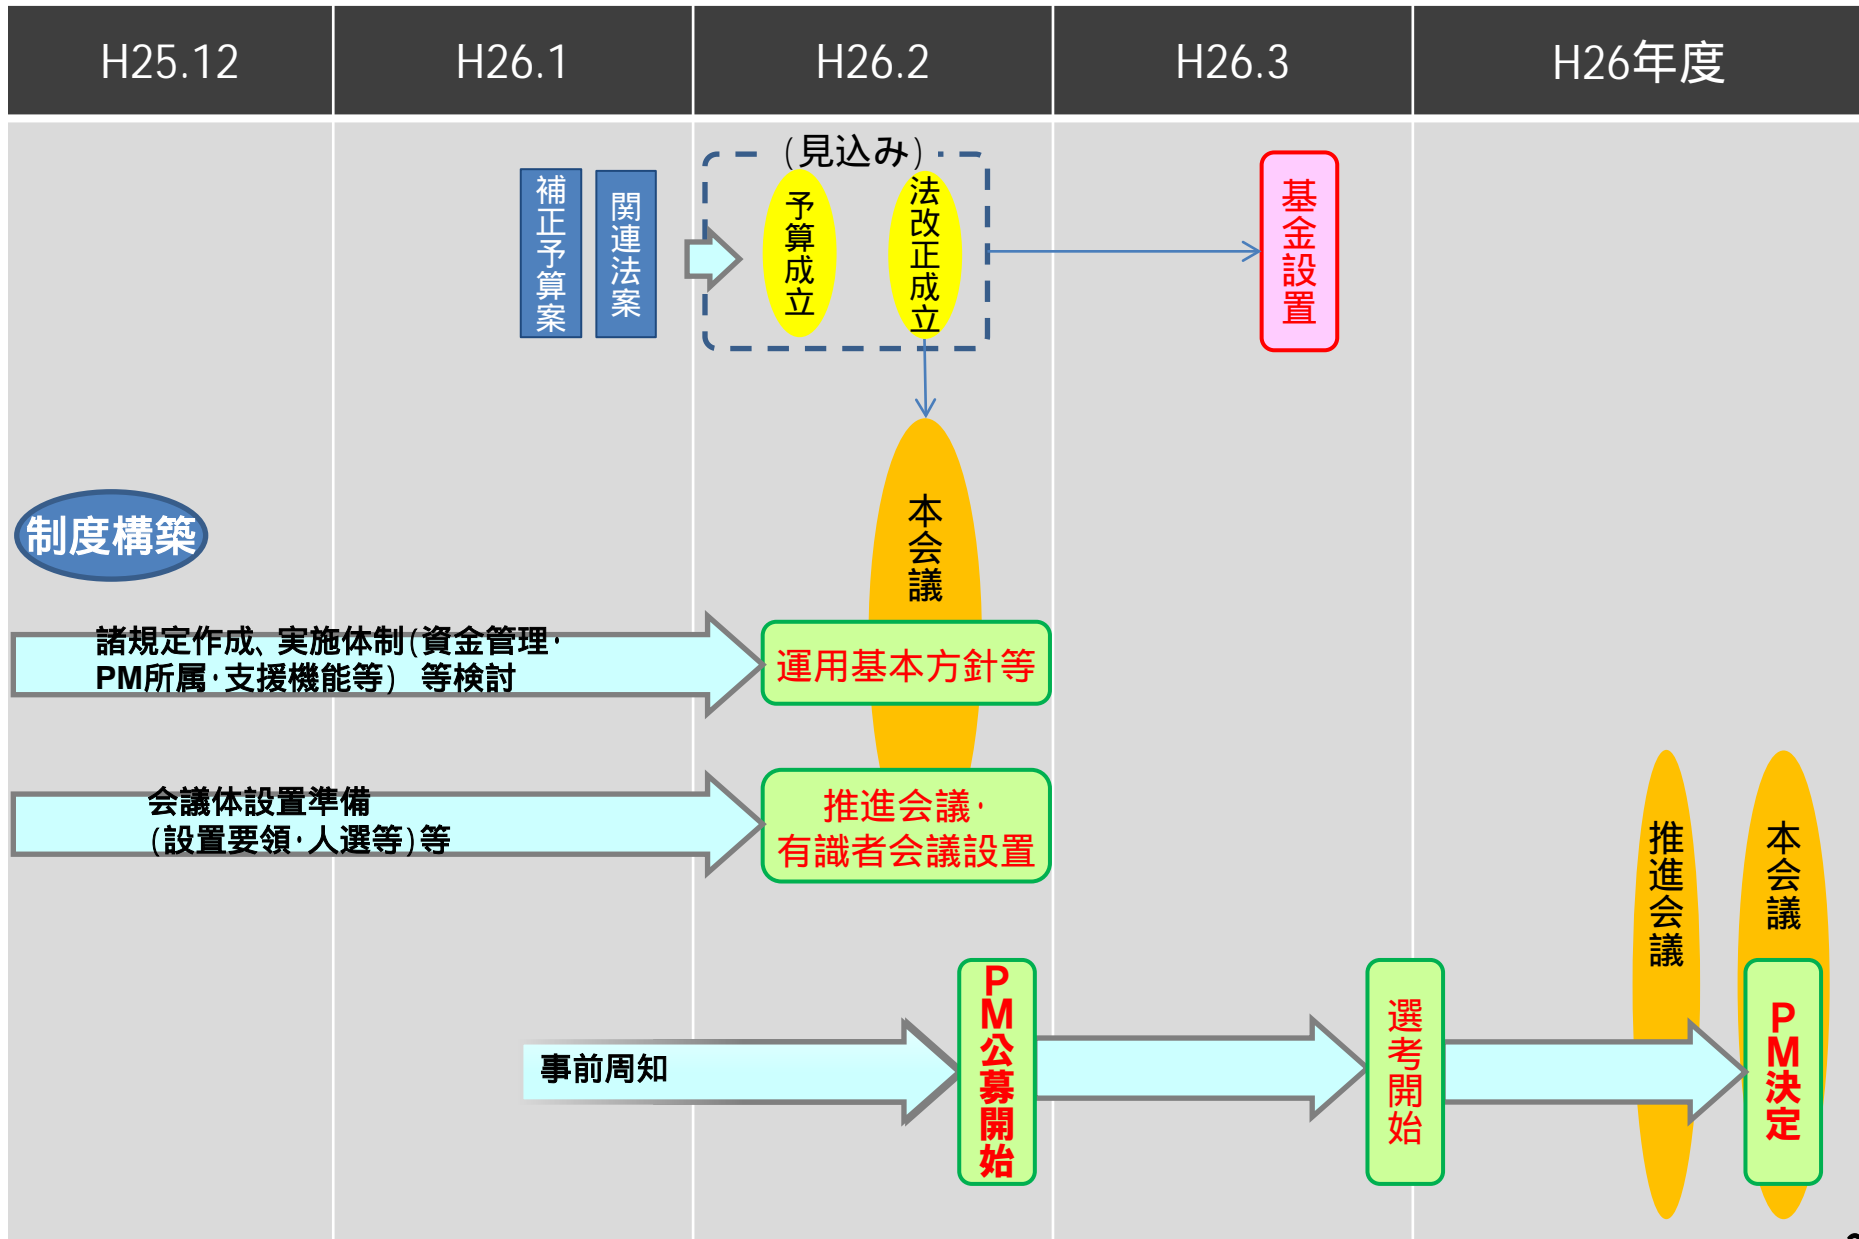 H25.12
H26.1
H26.2
H26.3
H26年度
(見込み)
補正予算案
関連法案
予算成立
法改正成立
基金設置
本会議
制度構築
諸規定作成、実施体制(資金管理・
PM所属・支援機能等) 等検討
運用基本方針等
会議体設置準備
(設置要領・人選等)等
推進会議・
有識者会議設置
推進会議
本会議
事前周知
PM公募開始
選考開始
PM決定